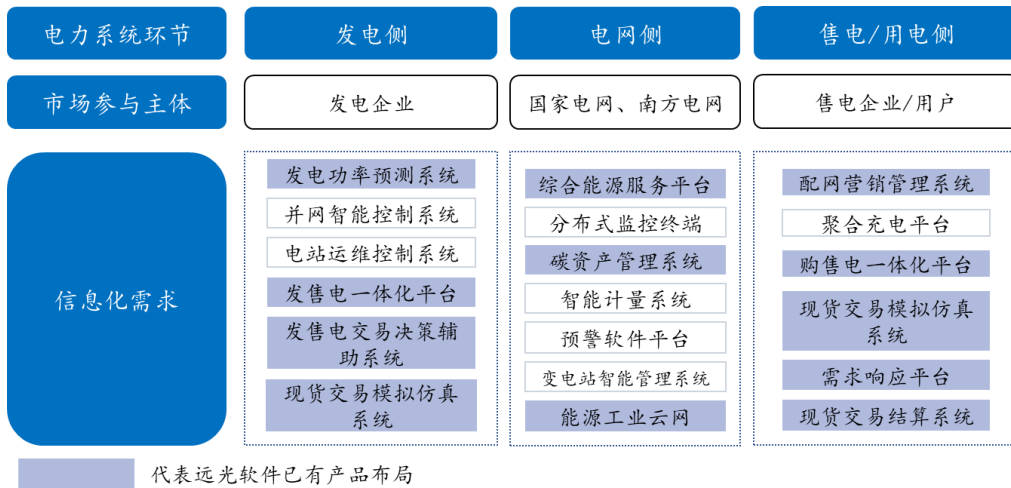 电力系统环节
发电侧
电网侧
售电/用电侧
市场参与主体
发电企业
国家电网、南方电网
售电企业/用户
信息化需求
发电功率预测系统
并网智能控制系统
电站运维控制系统
发售电一体化平台
发售电交易决策辅
助系统
现货交易模拟仿真
系统
综合能源服务平台
分布式监控终端
碳资产管理系统
智能计量系统
预警软件平台
变电站智能管理系统
能源工业云网
配网营销管理系统
聚合充电平台
购售电一体化平台
现货交易模拟仿真
系统
需求响应平台
现货交易结算系统
代表远光软件已有产品布局